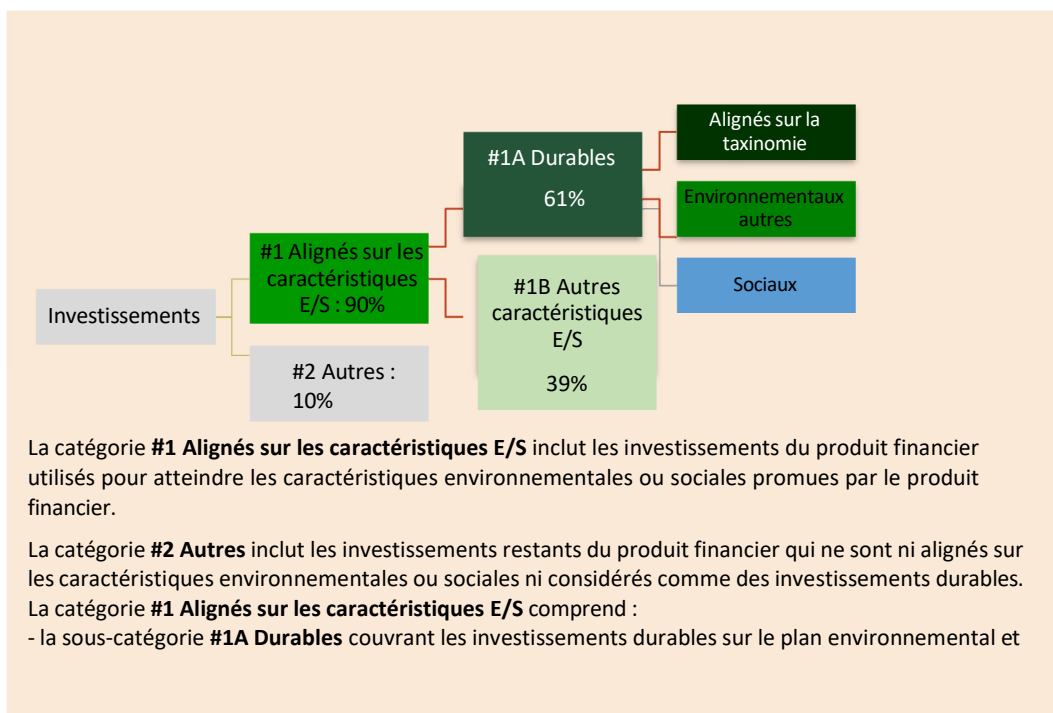 Investissements
#1 Alignés sur les
caractéristiques
E/S : 90%
#2 Autres :
10%
#1A Durables
61%
#1B Autres
caractéristiques
E/S
39%
Alignés sur la
taxinomie
Environnementaux
autres
Sociaux
La catégorie #1 Alignés sur les caractéristiques E/S inclut les investissements du produit financier
utilisés pour atteindre les caractéristiques environnementales ou sociales promues par le produit
financier.
La catégorie #2 Autres inclut les investissements restants du produit financier qui ne sont ni alignés sur
les caractéristiques environnementales ou sociales ni considérés comme des investissements durables.
La catégorie #1 Alignés sur les caractéristiques E/S comprend :
- la sous-catégorie #1A Durables couvrant les investissements durables sur le plan environnemental et